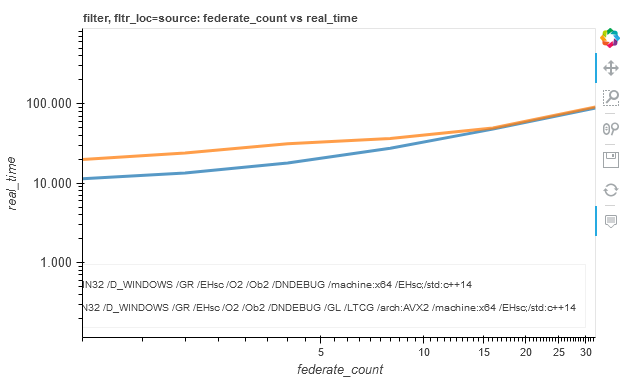 filter, fltr_loc=source: federate_count vs real_time
100.000
10.000
1.000
real_time
IN32 /D_WINDOWS /GR /EHsc /O2 /Ob2 /DNDEBUG /machine:x64 /EHsc;/std:c++14
IN32 /D_WINDOWS /GR /EHsc /O2 /Ob2 /DNDEBUG /GL /LTCG /arch:AVX2 /machine:x64 /EHsc;/std:c++14
5 10 15 20 25 30
federate_count